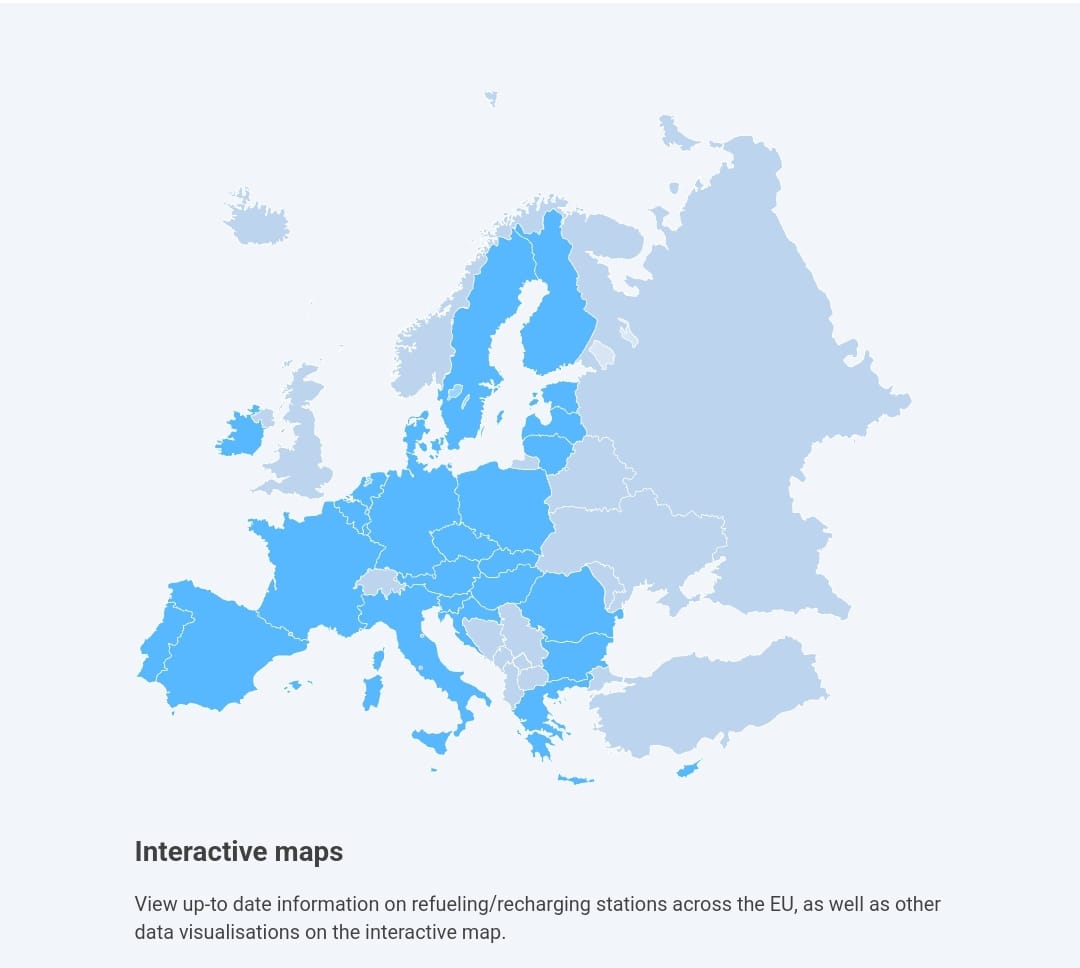 Interactive maps
View up-to date information on refueling/recharging stations across the EU, as well as other
data visualisations on the interactive map.